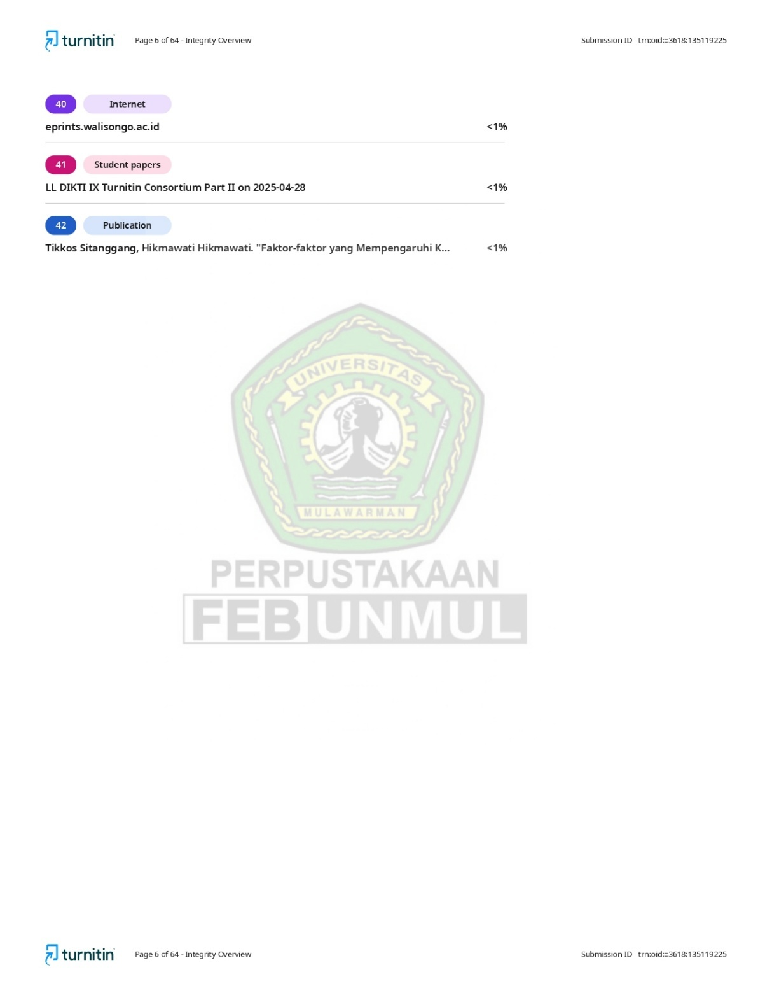 turnitin Page 6 of 64 - Integrity Overview Submission ID trn:oid:::3618:135119225
40 Internet
eprints.walisongo.ac.id <1%
41 Student papers
LL DIKTI IX Turnitin Consortium Part II on 2025-04-28 <1%
42 Publication
Tikkos Sitanggang, Hikmawati Hikmawati. "Faktor-faktor yang Mempengaruhi K... <1%
UNIVERSITAS
MULAWARMAN
PERPUSTAKAAN
FEB UNMUL
turnitin Page 6 of 64 - Integrity Overview Submission ID trn:oid:::3618:135119225